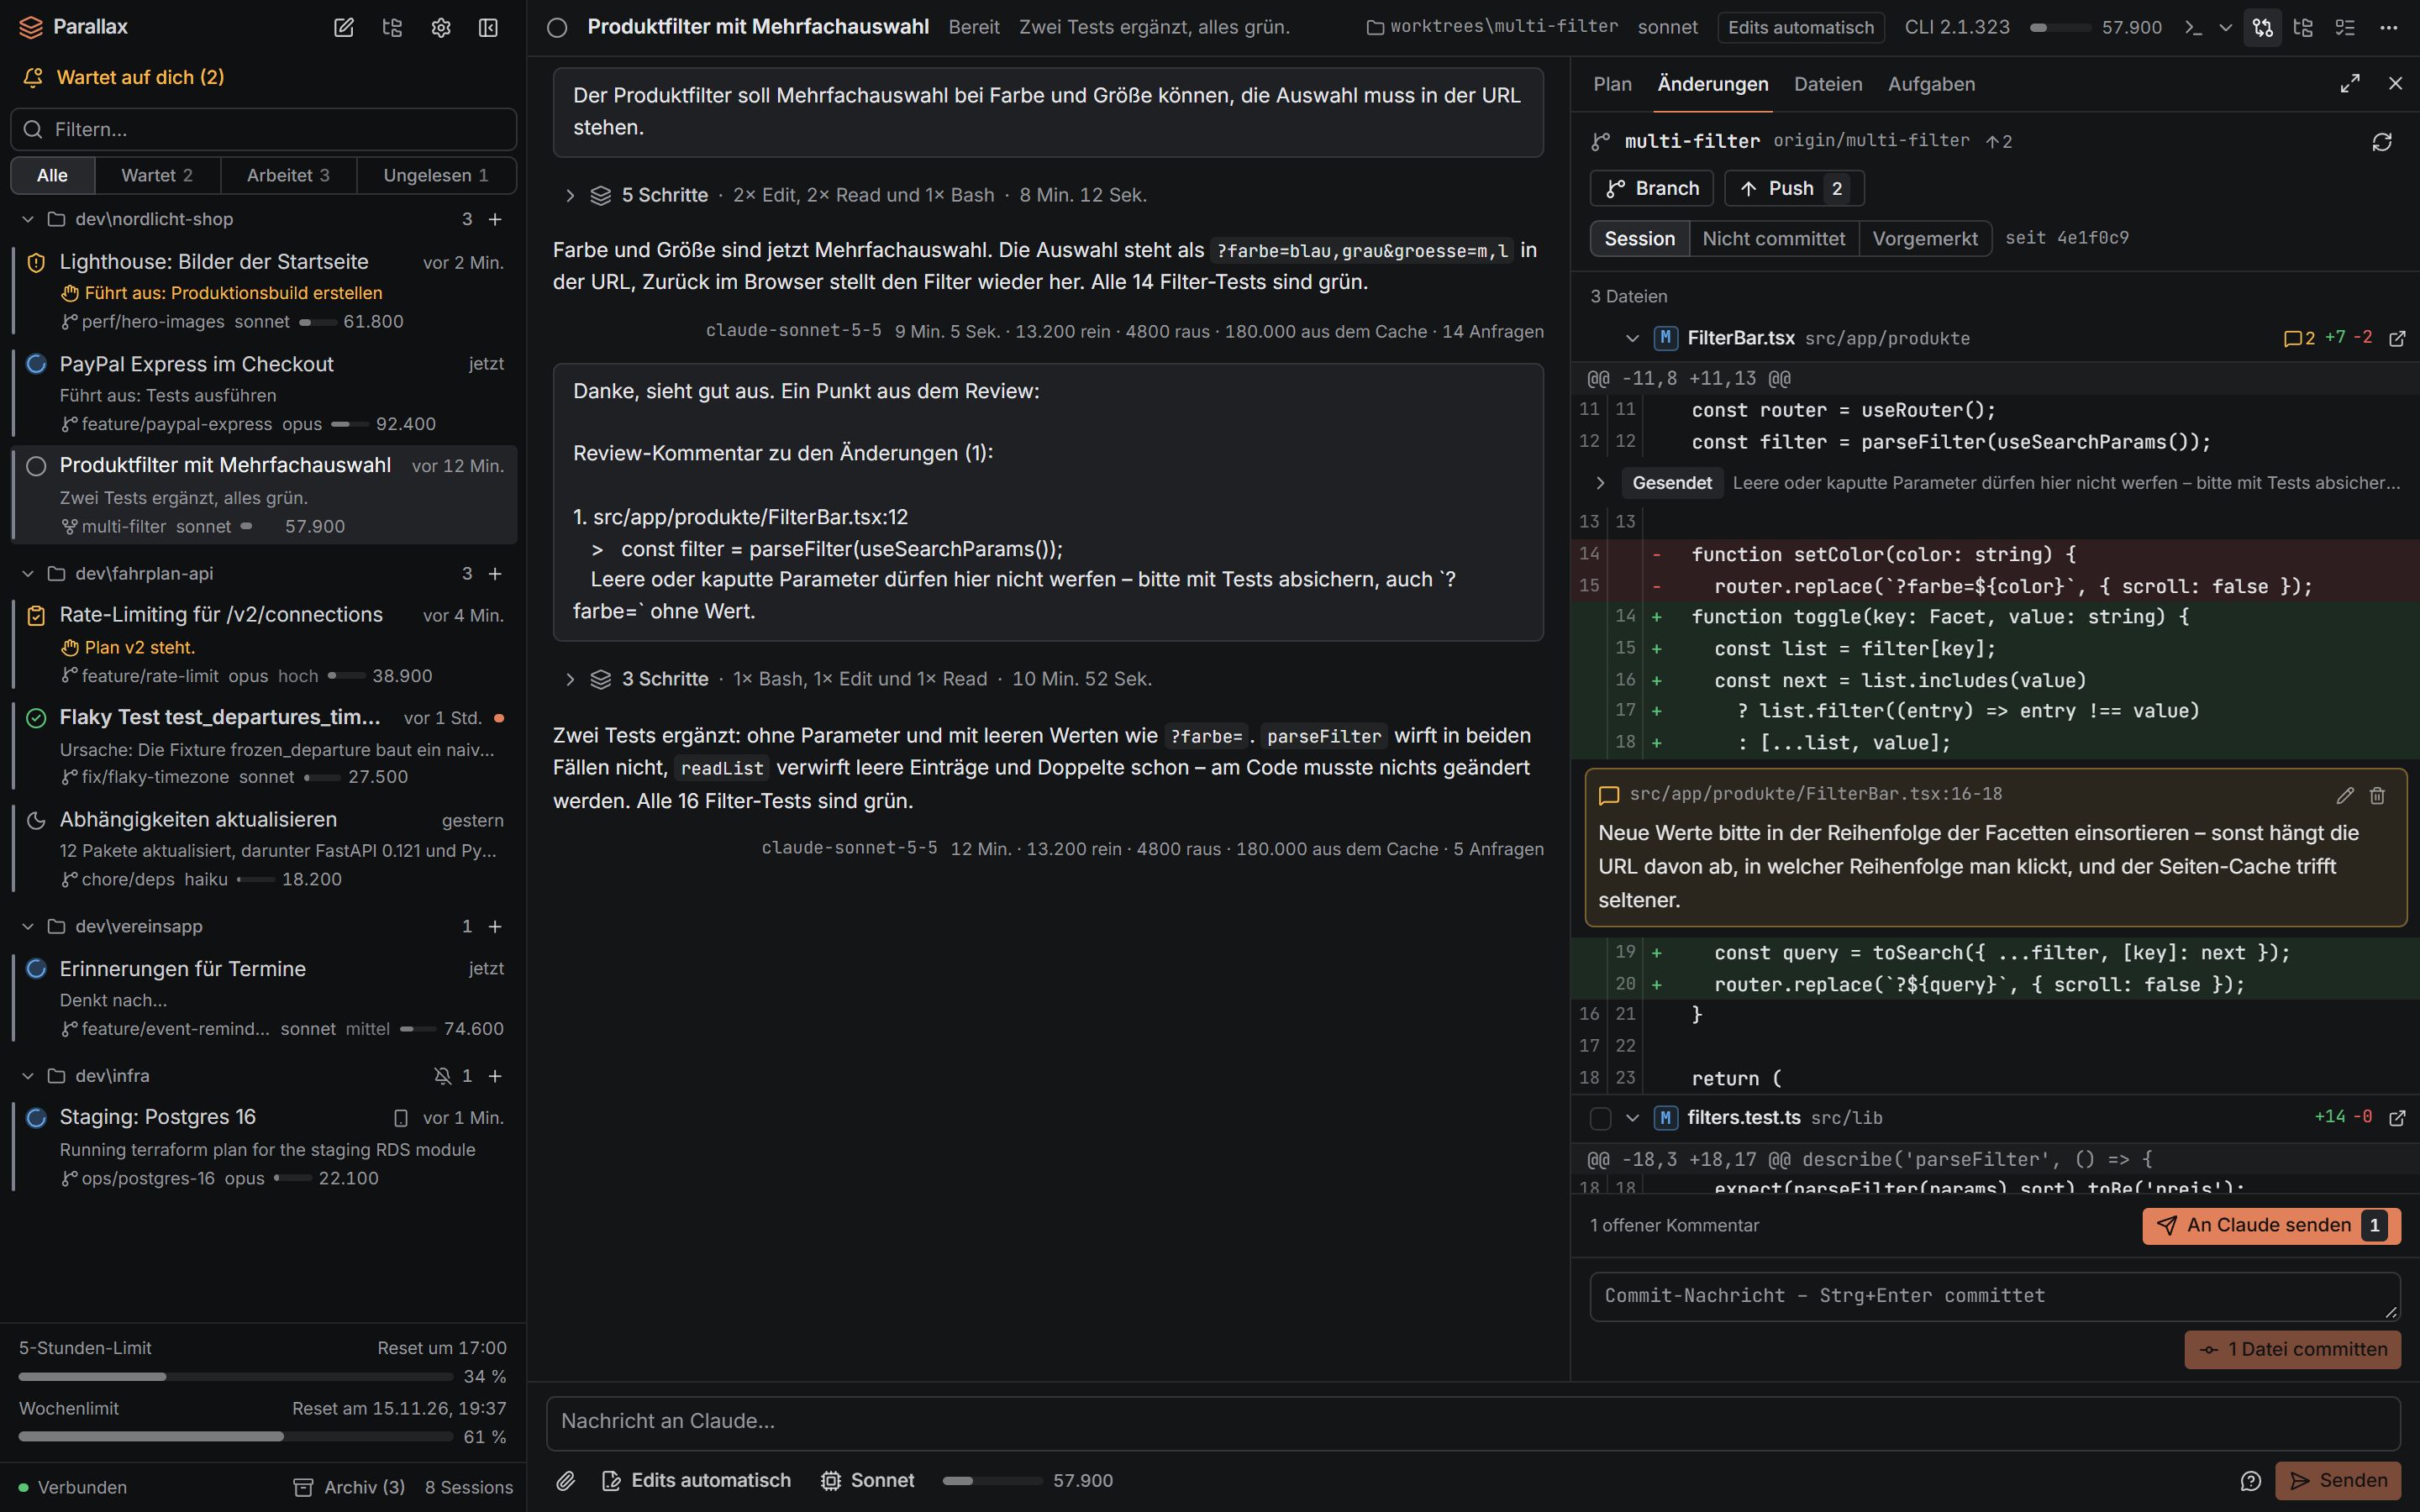 Parallax
Wartet auf dich (2)
Filtern...
Alle
Wartet 2
Arbeitet 3
Ungelesen 1
dev\nordlicht-shop 3
Lighthouse: Bilder der Startseite vor 2 Min.
Führt aus: Produktionsbuild erstellen
perf/hero-images sonnet 61.800
PayPal Express im Checkout jetzt
Führt aus: Tests ausführen
feature/paypal-express opus 92.400
Produktfilter mit Mehrfachauswahl vor 12 Min.
Zwei Tests ergänzt, alles grün.
multi-filter sonnet 57.900
dev\fahrplan-api 3
Rate-Limiting für /v2/connections vor 4 Min.
Plan v2 steht.
feature/rate-limit opus hoch 38.900
Flaky Test test_departures_tim... vor 1 Std.
Ursache: Die Fixture frozen_departure baut ein naiv...
fix/flaky-timezone sonnet 27.500
Abhängigkeiten aktualisieren gestern
12 Pakete aktualisiert, darunter FastAPI 0.121 und Py...
chore/deps haiku 18.200
dev\vereinsapp 1
Erinnerungen für Termine jetzt
Denkt nach...
feature/event-remind... sonnet mittel 74.600
dev\infra 1
Staging: Postgres 16 vor 1 Min.
Running terraform plan for the staging RDS module
ops/postgres-16 opus 22.100
5-Stunden-Limit Reset um 17:00
34 %
Wochenlimit Reset am 15.11.26, 19:37
61 %
Verbunden Archiv (3) 8 Sessions
Produktfilter mit Mehrfachauswahl Bereit Zwei Tests ergänzt, alles grün. worktrees\multi-filter sonnet Edits automatisch CLI 2.1.323 57.900
Der Produktfilter soll Mehrfachauswahl bei Farbe und Größe können, die Auswahl muss in der URL
stehen.
5 Schritte · 2× Edit, 2× Read und 1× Bash · 8 Min. 12 Sek.
Farbe und Größe sind jetzt Mehrfachauswahl. Die Auswahl steht als ?farbe=blau,grau&groesse=m,l in
der URL, Zurück im Browser stellt den Filter wieder her. Alle 14 Filter-Tests sind grün.
claude-sonnet-5-5 9 Min. 5 Sek. · 13.200 rein · 4800 raus · 180.000 aus dem Cache · 14 Anfragen
Danke, sieht gut aus. Ein Punkt aus dem Review:
Review-Kommentar zu den Änderungen (1):
1. src/app/produkte/FilterBar.tsx:12
> const filter = parseFilter(useSearchParams());
Leere oder kaputte Parameter dürfen hier nicht werfen – bitte mit Tests absichern, auch `?
farbe=` ohne Wert.
3 Schritte · 1× Bash, 1× Edit und 1× Read · 10 Min. 52 Sek.
Zwei Tests ergänzt: ohne Parameter und mit leeren Werten wie ?farbe= . parseFilter wirft in beiden
Fällen nicht, readList verwirft leere Einträge und Doppelte schon – am Code musste nichts geändert
werden. Alle 16 Filter-Tests sind grün.
claude-sonnet-5-5 12 Min. · 13.200 rein · 4800 raus · 180.000 aus dem Cache · 5 Anfragen
Plan Änderungen Dateien Aufgaben
multi-filter origin/multi-filter ↑2
Branch Push 2
Session Nicht committet Vorgemerkt seit 4e1f0c9
3 Dateien
M FilterBar.tsx src/app/produkte 2 +7 -2
@@ -11,8 +11,13 @@
11 11 const router = useRouter();
12 12 const filter = parseFilter(useSearchParams());
Gesendet Leere oder kaputte Parameter dürfen hier nicht werfen – bitte mit Tests absicher...
13 13
14 - function setColor(color: string) {
15 - router.replace(`?farbe=${color}`, { scroll: false });
14 + function toggle(key: Facet, value: string) {
15 + const list = filter[key];
16 + const next = list.includes(value)
17 + ? list.filter((entry) => entry !== value)
18 + : [...list, value];
src/app/produkte/FilterBar.tsx:16-18
Neue Werte bitte in der Reihenfolge der Facetten einsortieren – sonst hängt die
URL davon ab, in welcher Reihenfolge man klickt, und der Seiten-Cache trifft
seltener.
19 + const query = toSearch({ ...filter, [key]: next });
20 + router.replace(`?${query}`, { scroll: false });
16 21 }
17 22
18 23 return (
M filters.test.ts src/lib +14 -0
@@ -18,3 +18,17 @@ describe('parseFilter', () => {
18 18 expect(parseFilter(params).sort).toBe('preis');
1 offener Kommentar An Claude senden 1
Commit-Nachricht – Strg+Enter committet
1 Datei committen
Nachricht an Claude...
Edits automatisch Sonnet 57.900
Senden